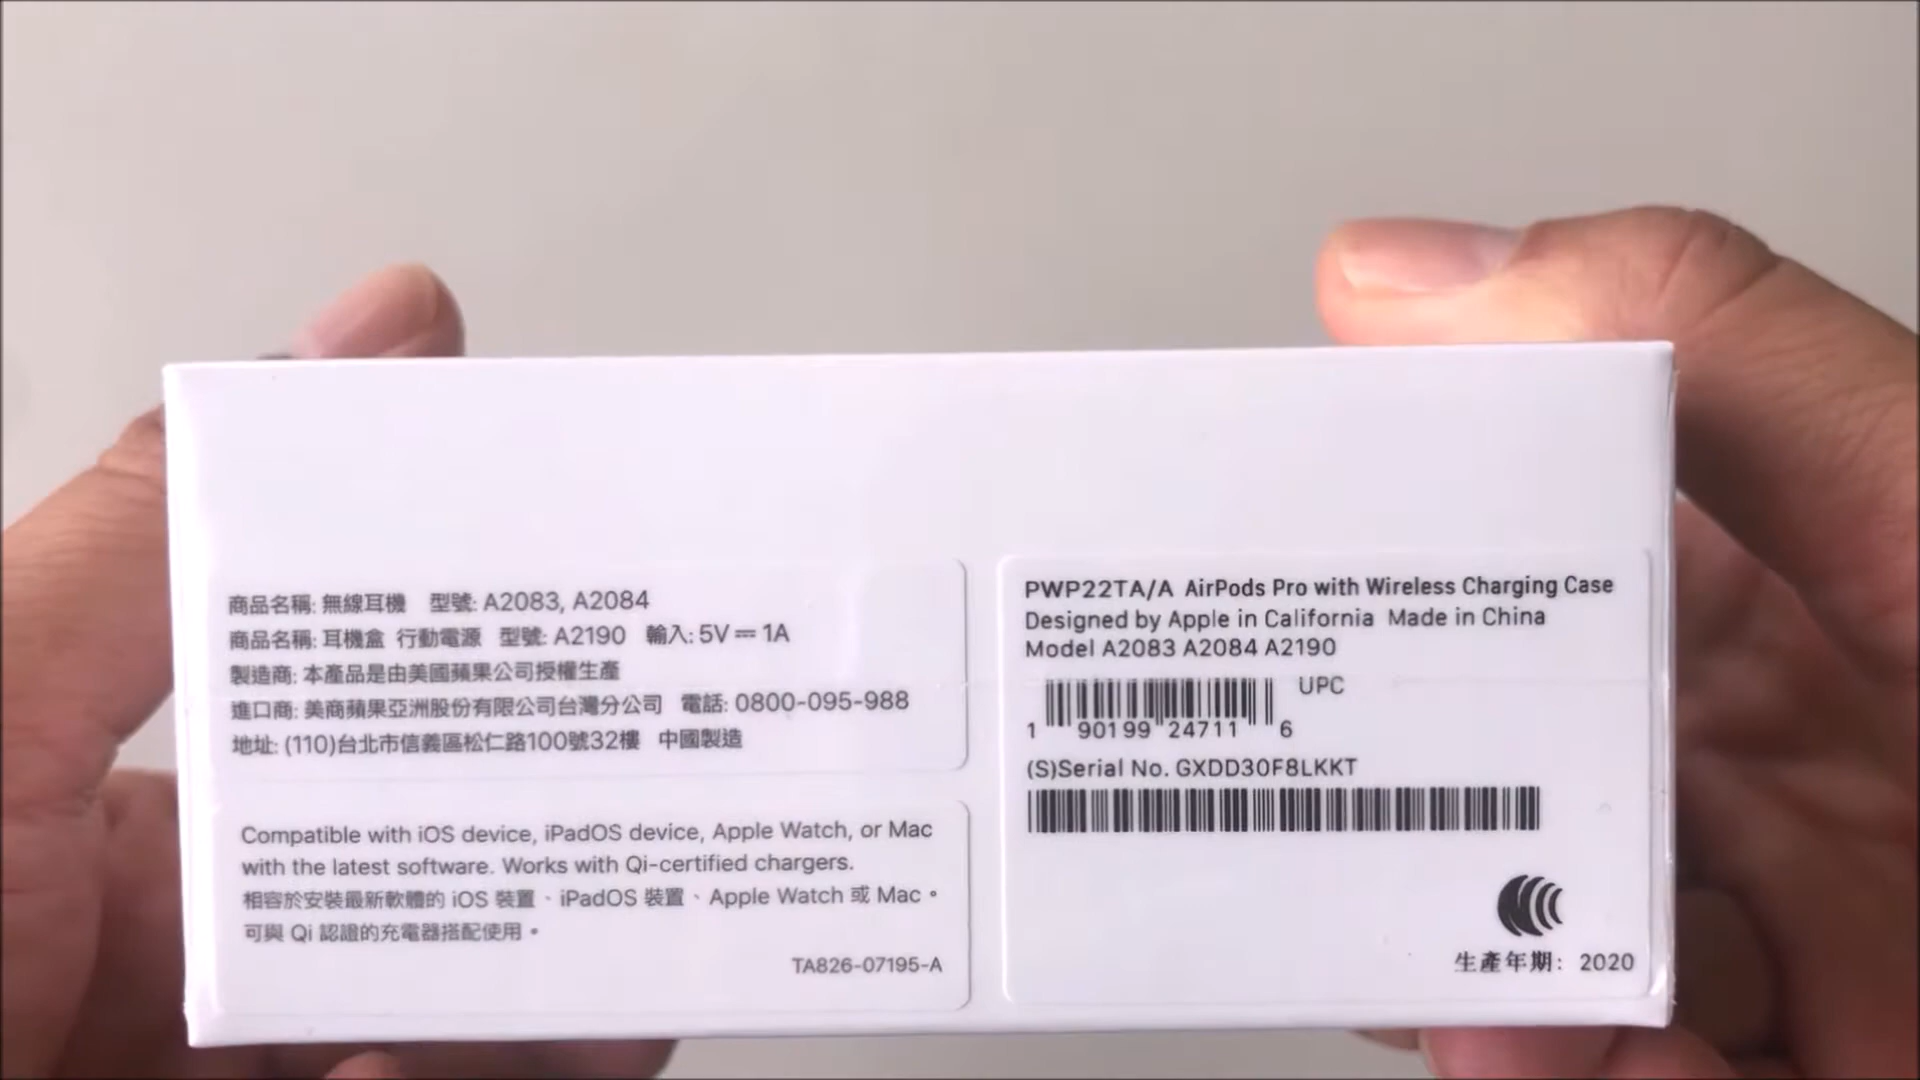 商品名稱: 無線耳機 型號: A2083, A2084
商品名稱: 耳機盒 行動電源 型號: A2190 輸入: 5V⎓1A
製造商: 本產品是由美國蘋果公司授權生產
進口商: 美商蘋果亞洲股份有限公司台灣分公司 電話: 0800-095-988
地址: (110)台北市信義區松仁路100號32樓 中國製造
Compatible with iOS device, iPadOS device, Apple Watch, or Mac
with the latest software. Works with Qi-certified chargers.
相容於安裝最新軟體的 iOS 裝置、iPadOS 裝置、Apple Watch 或 Mac。
可與 Qi 認證的充電器搭配使用。
TA826-07195-A
PWP22TA/A AirPods Pro with Wireless Charging Case
Designed by Apple in California Made in China
Model A2083 A2084 A2190
UPC
1 90199 24711 6
(S)Serial No. GXDD30F8LKKT
生產年期: 2020